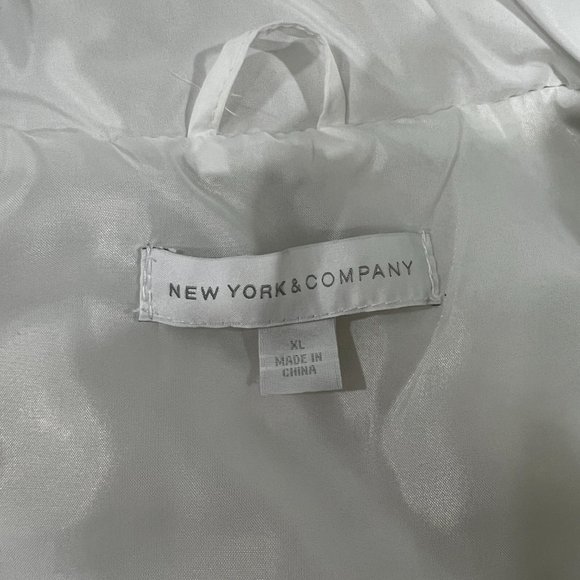 NEW YORK & COMPANY
XL
MADE IN
CHINA